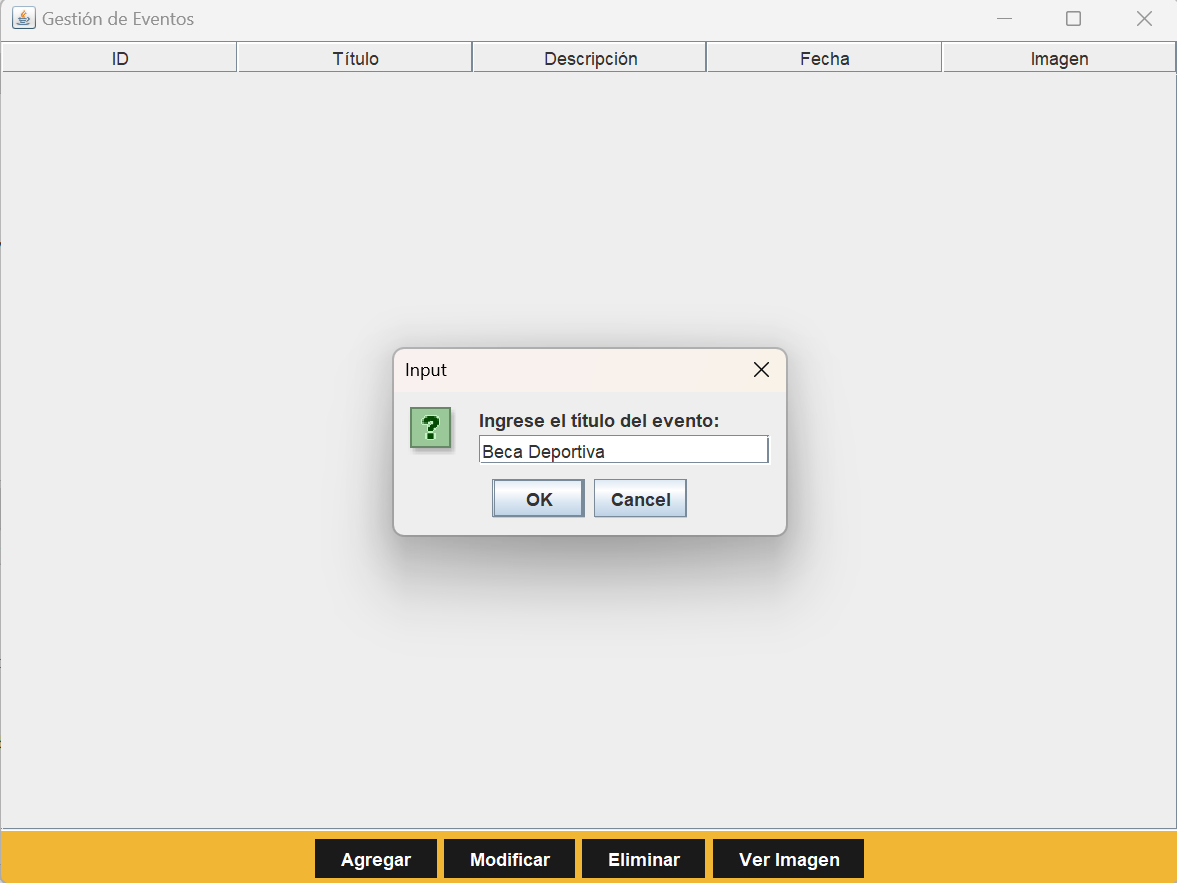 Gestión de Eventos
ID Título Descripción Fecha Imagen
Input
?
Ingrese el título del evento:
Beca Deportiva
OK Cancel
Agregar Modificar Eliminar Ver Imagen